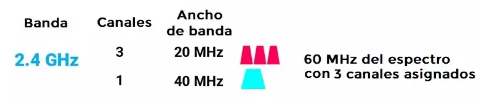 Banda Canales Ancho de banda
2.4 GHz
3 20 MHz
1 40 MHz
60 MHz del espectro
con 3 canales asignados